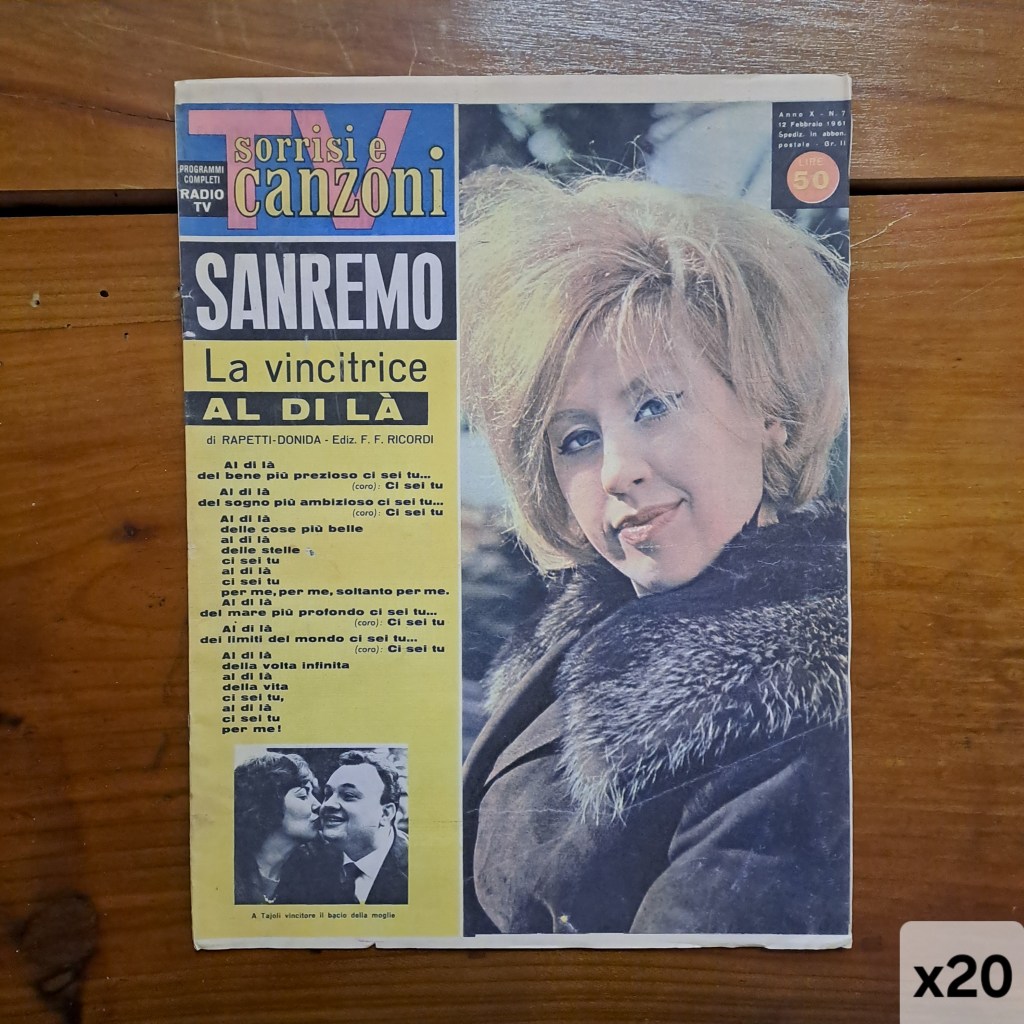 TV
sorrisi e
canzoni
PROGRAMMI
COMPLETI
RADIO
TV
Anno X - N. 7
12 Febbraio 1961
Spediz. in abbon.
postale - Gr. II
LIRE
50
SANREMO
La vincitrice
AL DI LÀ
di RAPETTI-DONIDA - Ediz. F. F. RICORDI
Al di là
del bene più prezioso ci sei tu...
(coro): Ci sei tu
Al di là
del sogno più ambizioso ci sei tu...
(coro): Ci sei tu
Al di là
delle cose più belle
al di là
delle stelle
ci sei tu
al di là
ci sei tu
per me, per me, soltanto per me.
Al di là
del mare più profondo ci sei tu...
(coro): Ci sei tu
Al di là
dei limiti del mondo ci sei tu...
(coro): Ci sei tu
Al di là
della volta infinita
al di là
della vita
ci sei tu,
al di là
ci sei tu
per me!
A Tajoli vincitore il bacio della moglie
x20